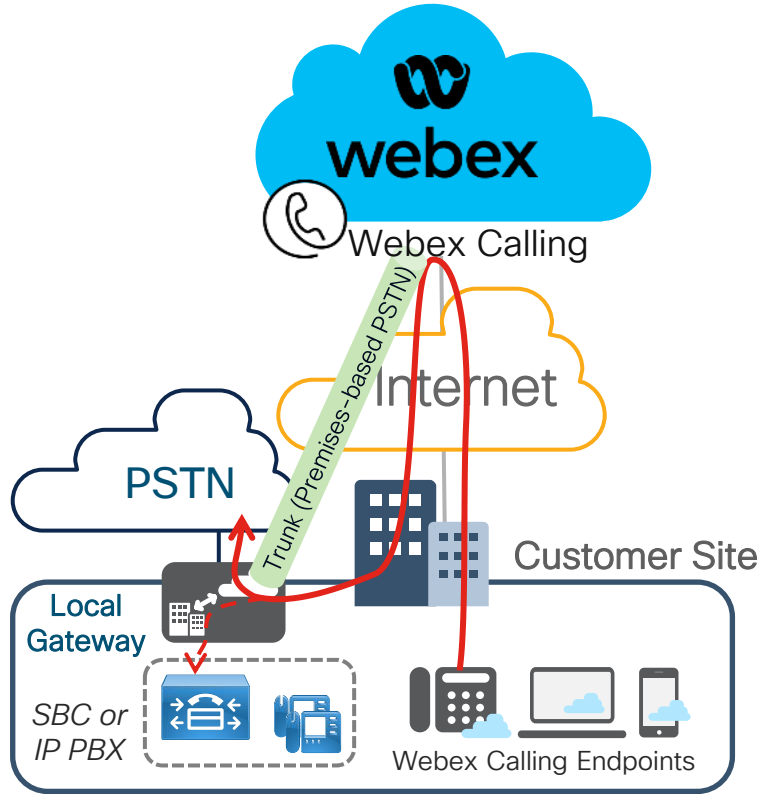 webex
Webex Calling
Trunk (Premises-based PSTN)
Internet
PSTN
Customer Site
Local
Gateway
SBC or
IP PBX
Webex Calling Endpoints